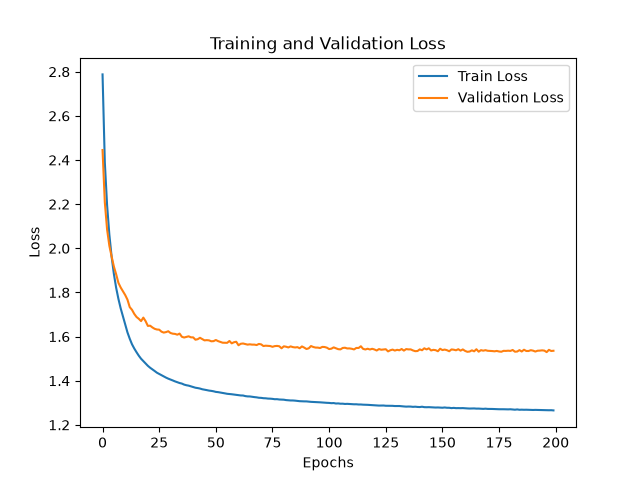 Training and Validation Loss
Train Loss
Validation Loss
Loss
2.8
2.6
2.4
2.2
2.0
1.8
1.6
1.4
1.2
0 25 50 75 100 125 150 175 200
Epochs